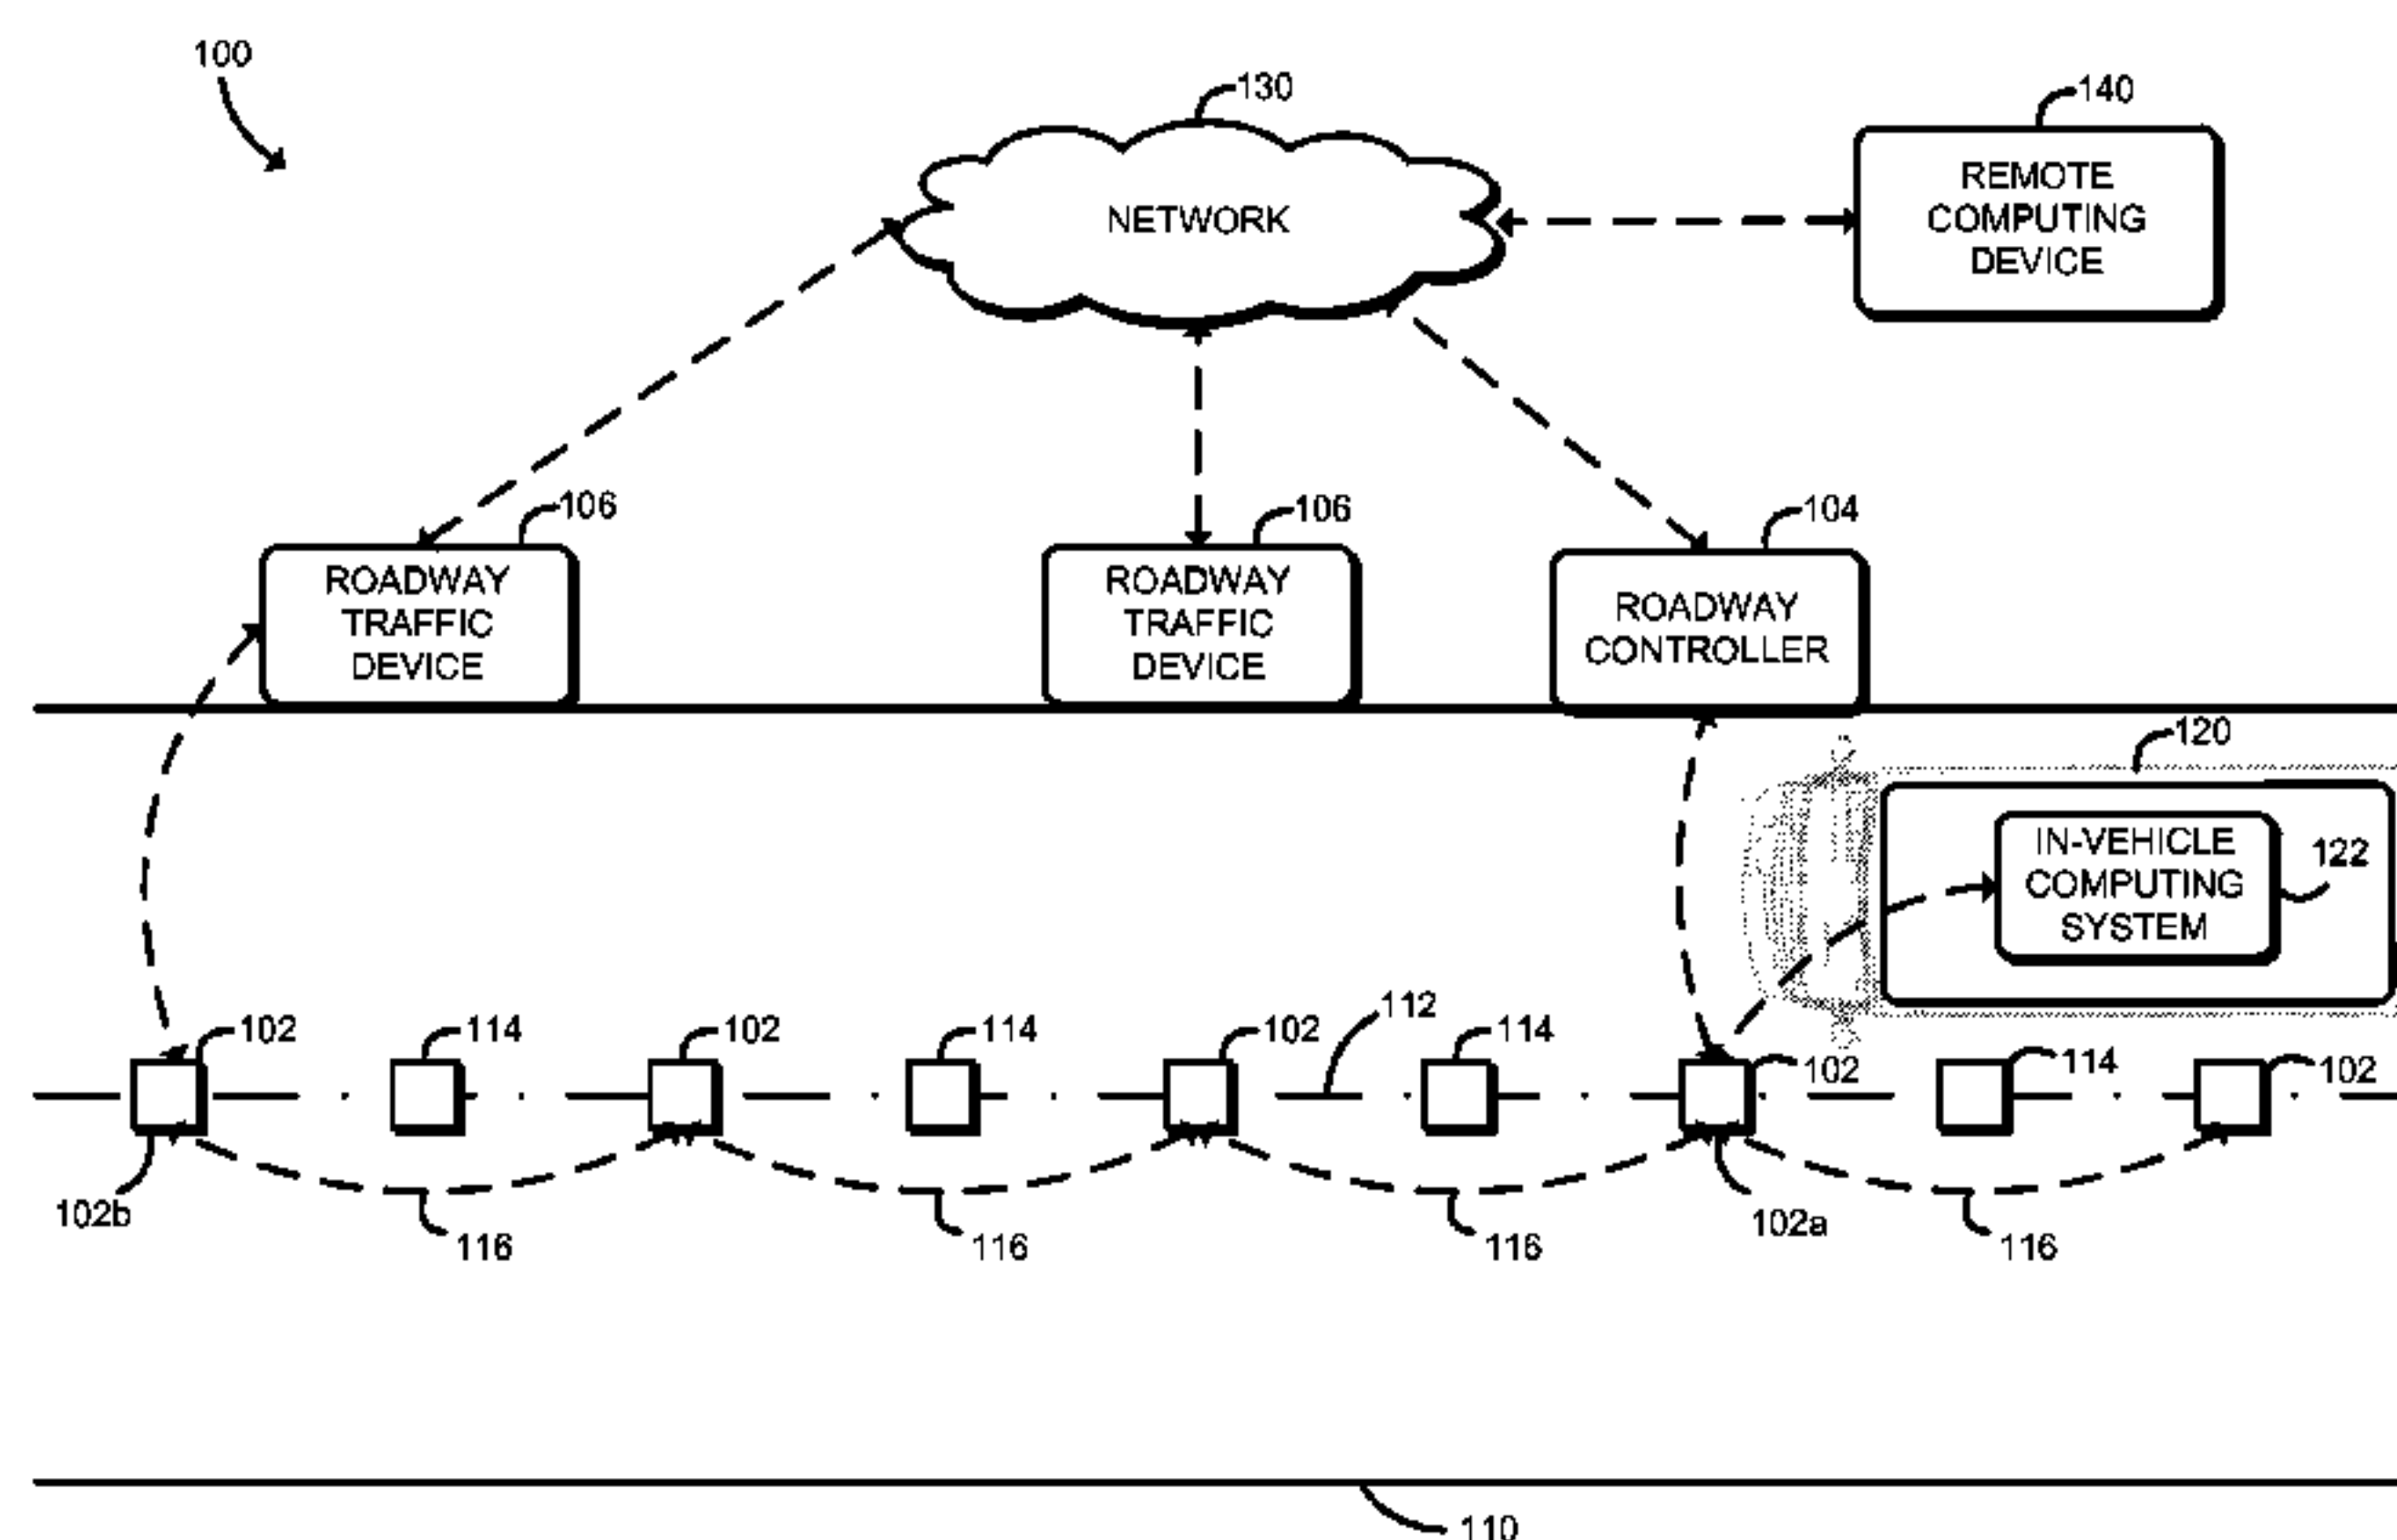 100
130
140
NETWORK
REMOTE
COMPUTING
DEVICE
106
106
104
ROADWAY
TRAFFIC
DEVICE
ROADWAY
TRAFFIC
DEVICE
ROADWAY
CONTROLLER
120
IN-VEHICLE
COMPUTING
SYSTEM
122
102
114
102
114
102
112
114
102
114
102
102b
116
116
116
102a
116
110